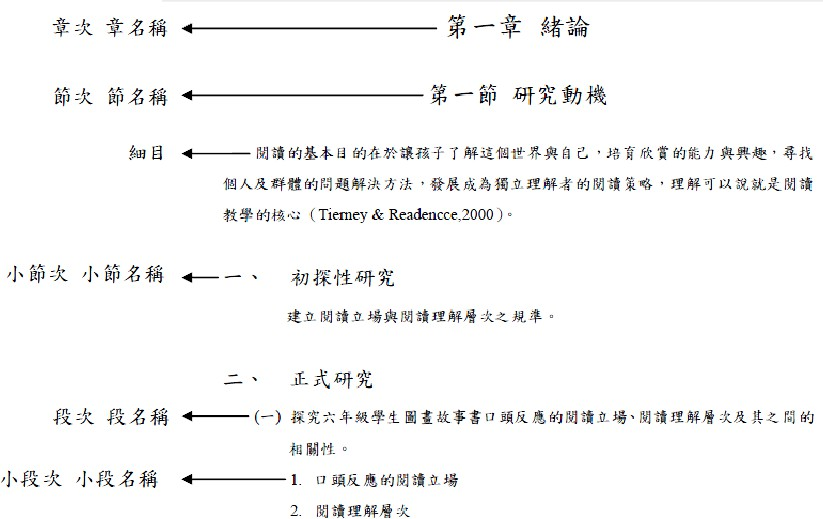 章次 章名稱 第一章 緒論
節次 節名稱 第一節 研究動機
細目 閱讀的基本目的在於讓孩子了解這個世界與自己，培育欣賞的能力與興趣，尋找
個人及群體的問題解決方法，發展成為獨立理解者的閱讀策略，理解可以說就是閱讀
教學的核心（Tierney & Readencce,2000）。
小節次 小節名稱 一、 初探性研究
建立閱讀立場與閱讀理解層次之規準。
二、 正式研究
段次 段名稱 (一) 探究六年級學生圖畫故事書口頭反應的閱讀立場、閱讀理解層次及其之間的
相關性。
小段次 小段名稱 1. 口頭反應的閱讀立場
2. 閱讀理解層次